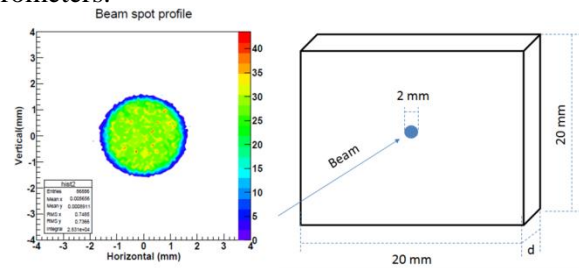 rometers.
Beam spot profile
4
3
2
1
0
-1
-2
-3
-4
Vertical(mm)
-4 -3 -2 -1 0 1 2 3 4
Horizontal (mm)
hist2
Entries
Mean x
Mean y
RMS x
RMS y
Integral
40
35
30
25
20
15
10
5
0
2 mm
Beam
20 mm
20 mm
d